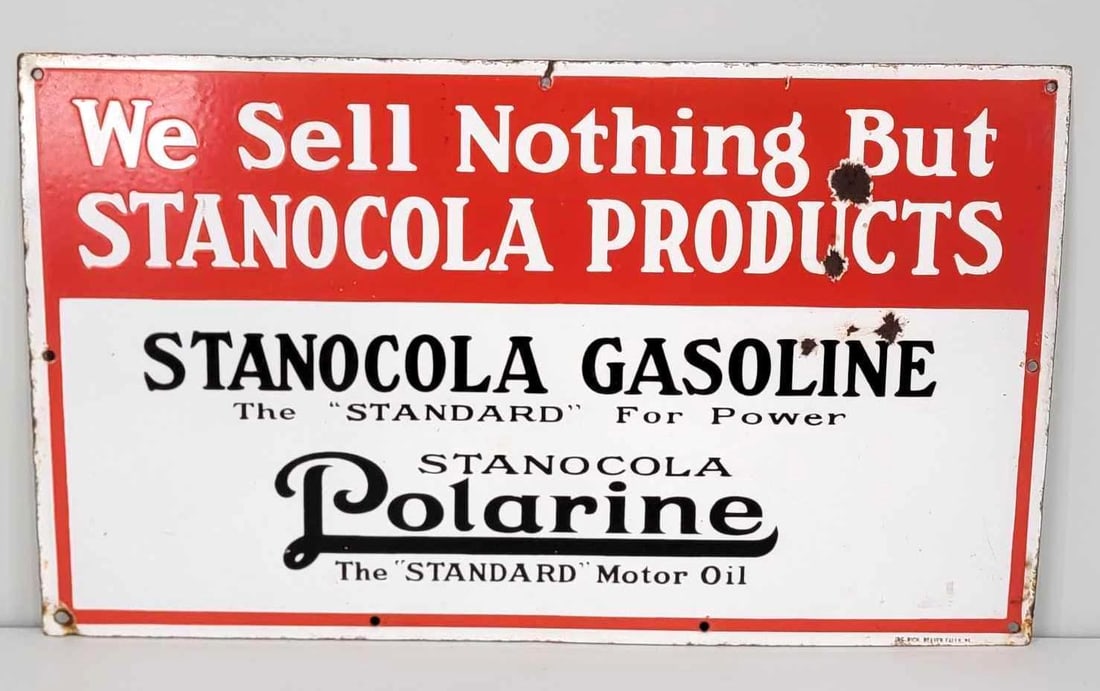 We Sell Nothing But
STANOCOLA PRODUCTS
STANOCOLA GASOLINE
The "STANDARD" For Power
STANOCOLA
Polarine
The "STANDARD" Motor Oil